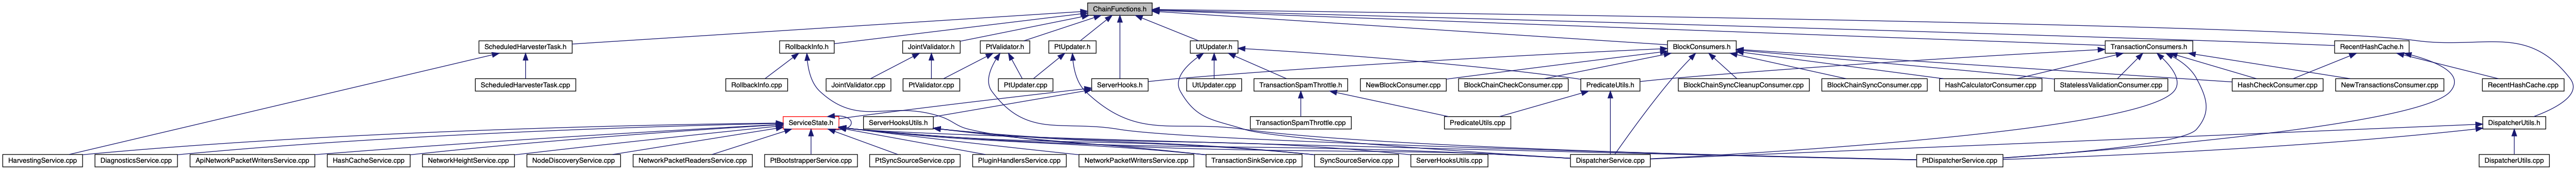 ChainFunctions.h
ScheduledHarvesterTask.h
RollbackInfo.h
JointValidator.h
PtValidator.h
PtUpdater.h
UtUpdater.h
BlockConsumers.h
TransactionConsumers.h
RecentHashCache.h
ScheduledHarvesterTask.cpp
RollbackInfo.cpp
JointValidator.cpp
PtValidator.cpp
PtUpdater.cpp
ServerHooks.h
UtUpdater.cpp
TransactionSpamThrottle.h
NewBlockConsumer.cpp
BlockChainCheckConsumer.cpp
PredicateUtils.h
BlockChainSyncCleanupConsumer.cpp
BlockChainSyncConsumer.cpp
HashCalculatorConsumer.cpp
StatelessValidationConsumer.cpp
HashCheckConsumer.cpp
NewTransactionsConsumer.cpp
RecentHashCache.cpp
ServiceState.h
ServerHooksUtils.h
TransactionSpamThrottle.cpp
PredicateUtils.cpp
DispatcherUtils.h
HarvestingService.cpp
DiagnosticsService.cpp
ApiNetworkPacketWritersService.cpp
HashCacheService.cpp
NetworkHeightService.cpp
NodeDiscoveryService.cpp
NetworkPacketReadersService.cpp
PtBootstrapperService.cpp
PtSyncSourceService.cpp
PluginHandlersService.cpp
NetworkPacketWritersService.cpp
TransactionSinkService.cpp
SyncSourceService.cpp
ServerHooksUtils.cpp
DispatcherService.cpp
PtDispatcherService.cpp
DispatcherUtils.cpp